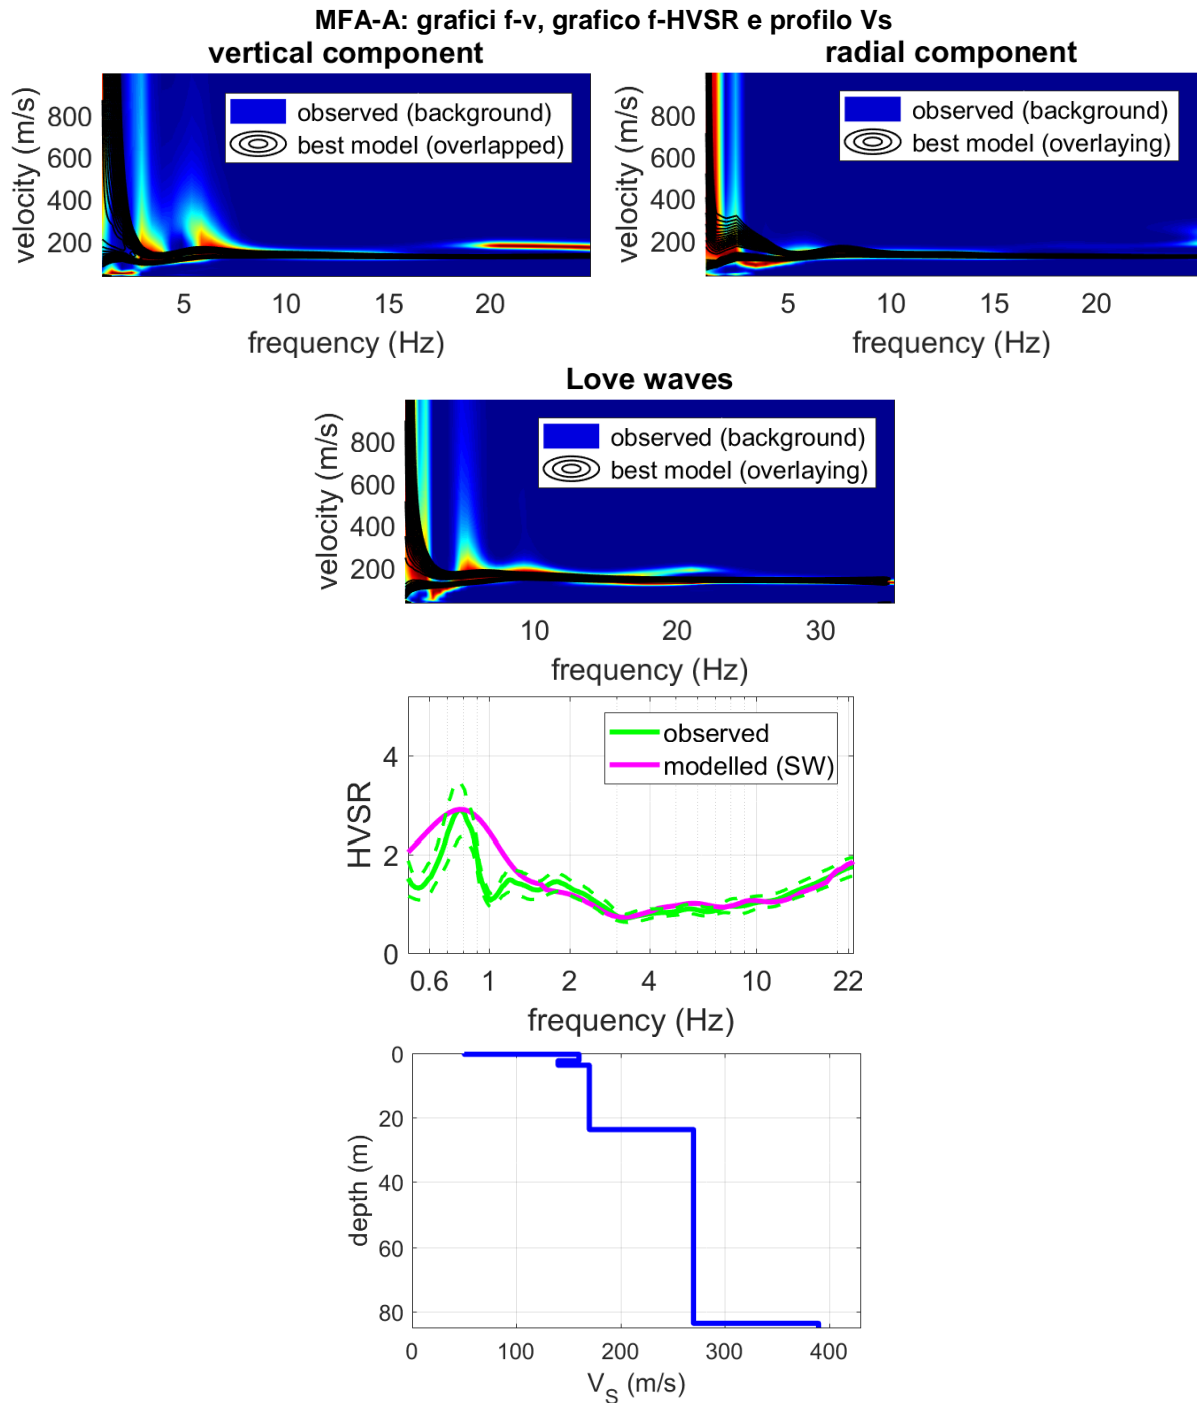 MFA-A: grafici f-v, grafico f-HVSR e profilo Vs
vertical component
velocity (m/s)
800
600
400
200
observed (background)
best model (overlapped)
5
10
15
20
frequency (Hz)
radial component
velocity (m/s)
800
600
400
200
observed (background)
best model (overlaying)
5
10
15
20
frequency (Hz)
Love waves
velocity (m/s)
800
600
400
200
observed (background)
best model (overlaying)
10
20
30
frequency (Hz)
HVSR
4
2
0
observed
modelled (SW)
0.6
1
2
4
10
22
frequency (Hz)
depth (m)
0
20
40
60
80
0
100
200
300
400
V_S (m/s)